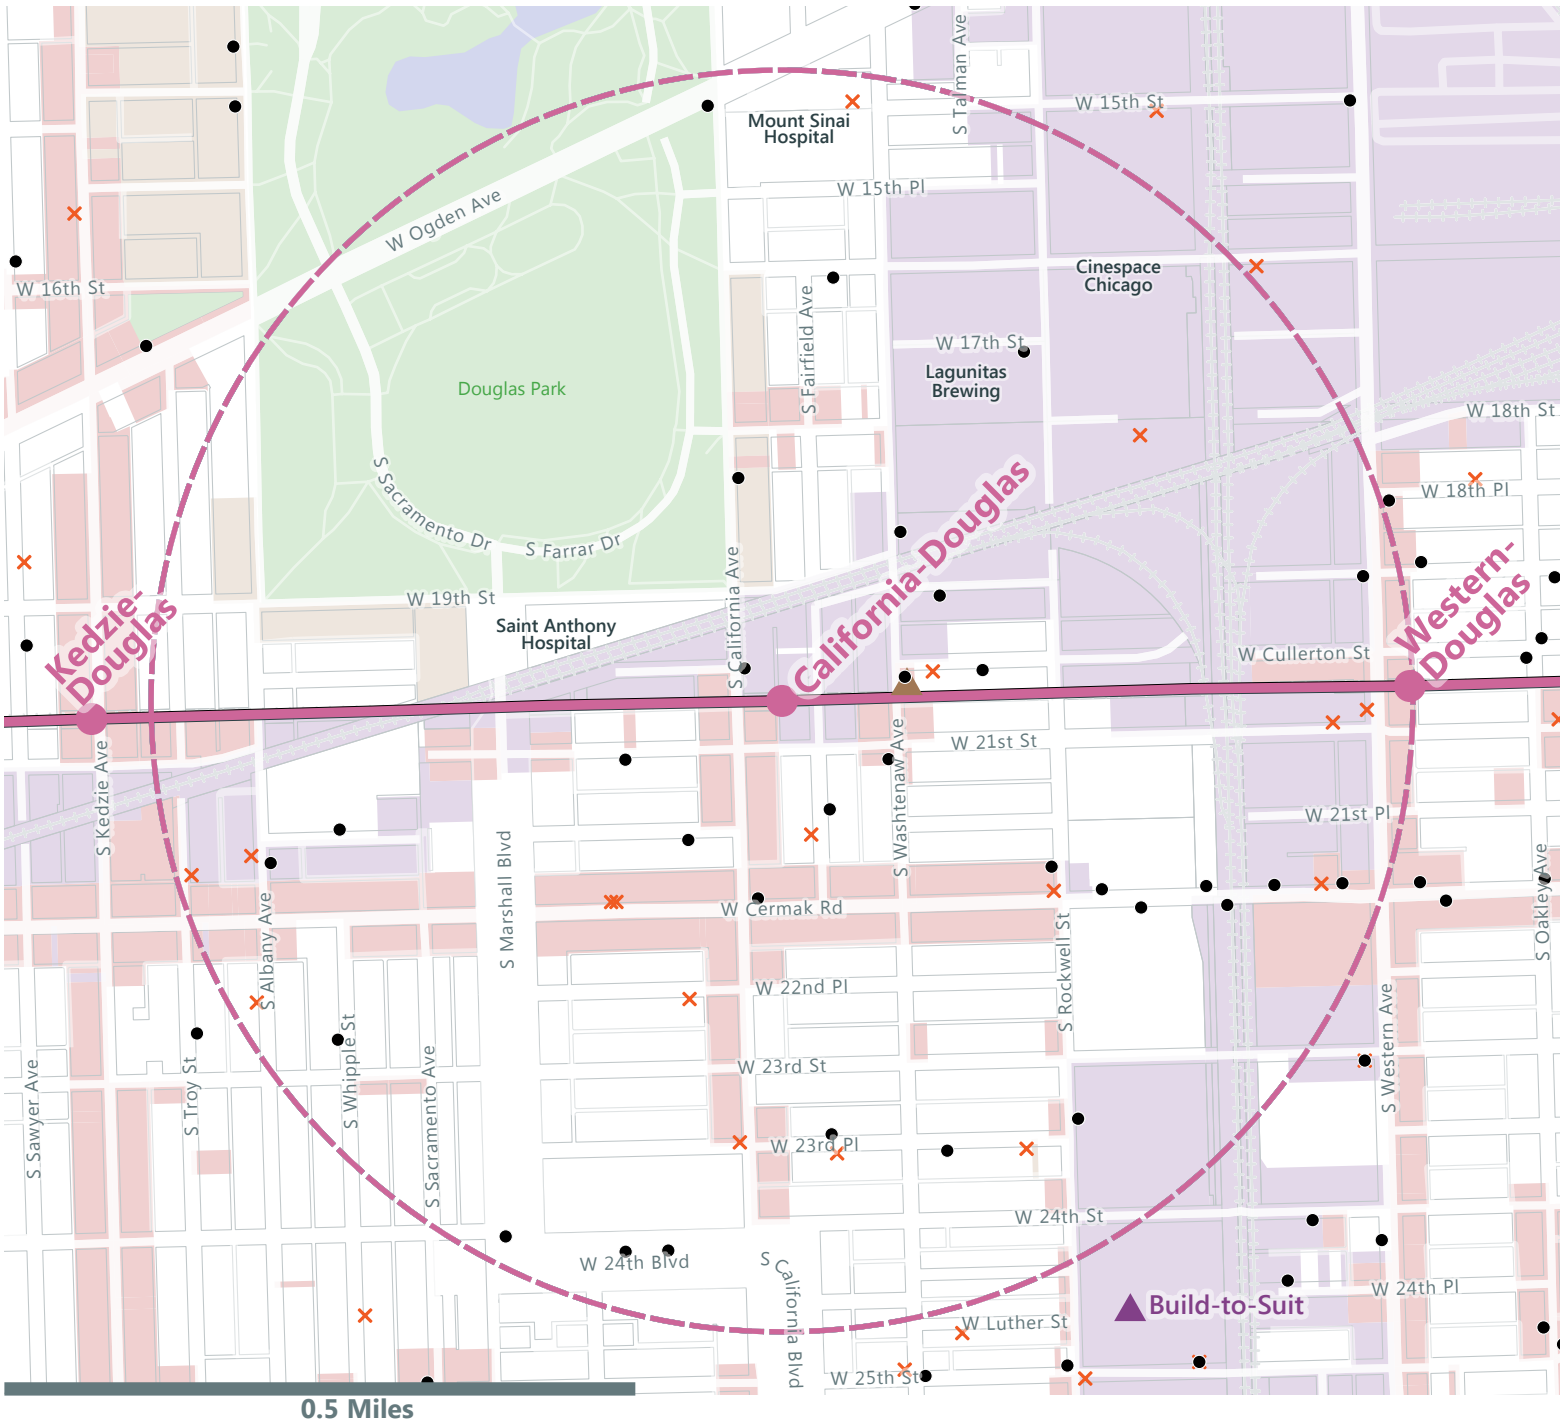 S Talman Ave
W 15th St
Mount Sinai
Hospital
W 15th Pl
W Ogden Ave
W 16th St
Cinespace
Chicago
S Fairfield Ave
W 17th St
Lagunitas
Brewing
Douglas Park
W 18th St
S Sacramento Dr
S Farrar Dr
California-Douglas
W 18th Pl
S California Ave
W 19th St
Saint Anthony
Hospital
Kedzie-
Douglas
Western-
Douglas
W Cullerton St
S Kedzie Ave
S Washtenaw Ave
W 21st St
W 21st Pl
S Marshall Blvd
S Oakley Ave
S Albany Ave
W Cermak Rd
S Rockwell St
W 22nd Pl
S Western Ave
S Whipple St
W 23rd St
S Sawyer Ave
S Troy St
S Sacramento Ave
W 23rd Pl
W 24th St
W 24th Blvd
S California Blvd
W 24th Pl
Build-to-Suit
W Luther St
W 25th St
0.5 Miles